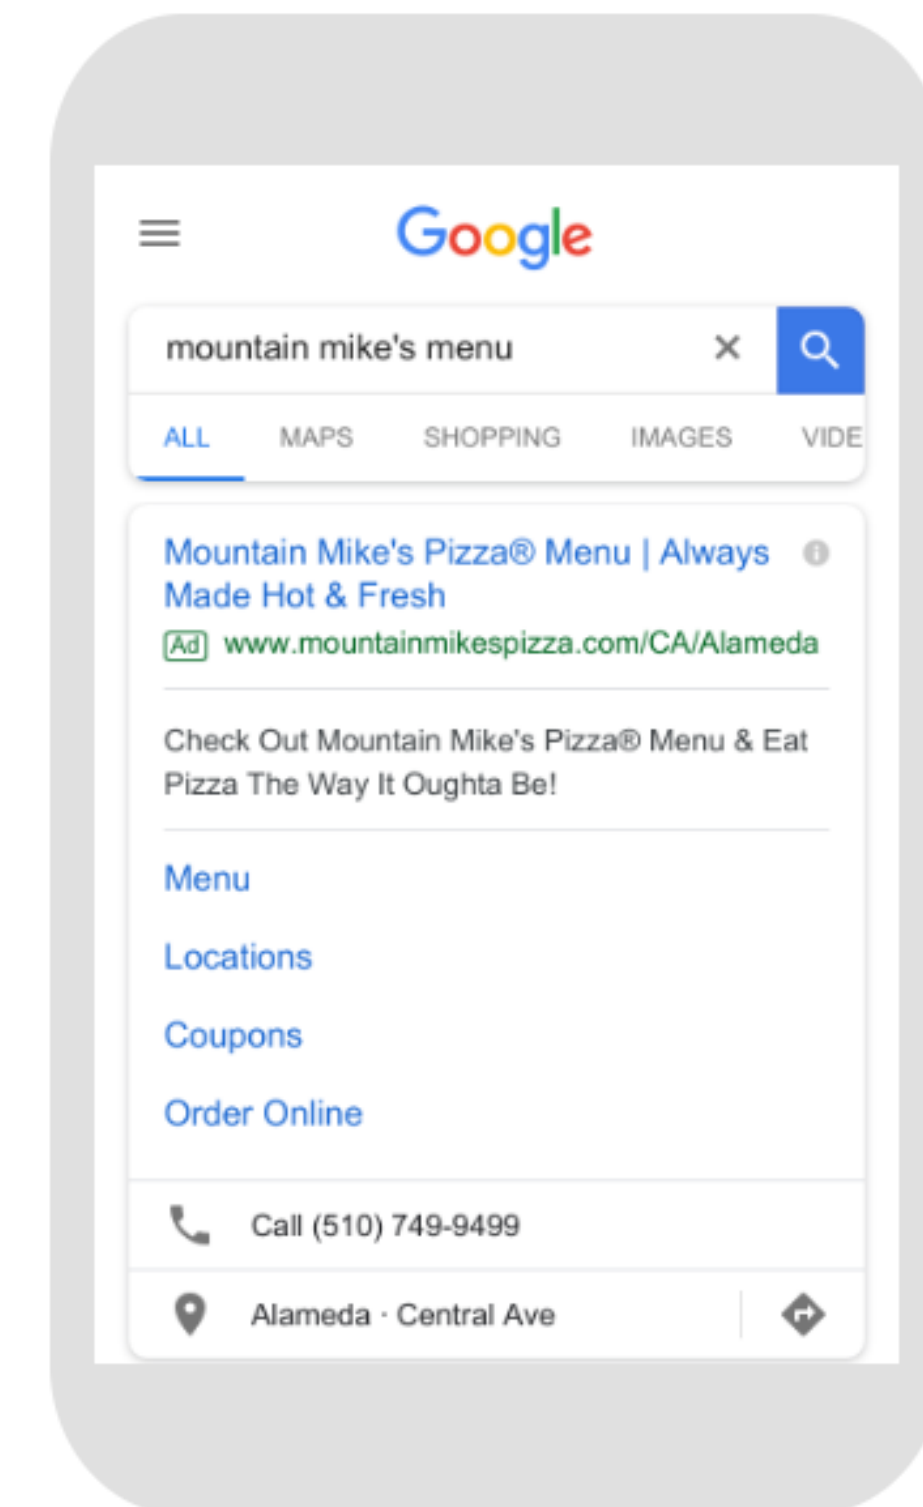 Google
mountain mike's menu
ALL MAPS SHOPPING IMAGES VIDE
Mountain Mike's Pizza® Menu | Always
Made Hot & Fresh
Ad www.mountainmikespizza.com/CA/Alameda
Check Out Mountain Mike's Pizza® Menu & Eat
Pizza The Way It Oughta Be!
Menu
Locations
Coupons
Order Online
Call (510) 749-9499
Alameda · Central Ave